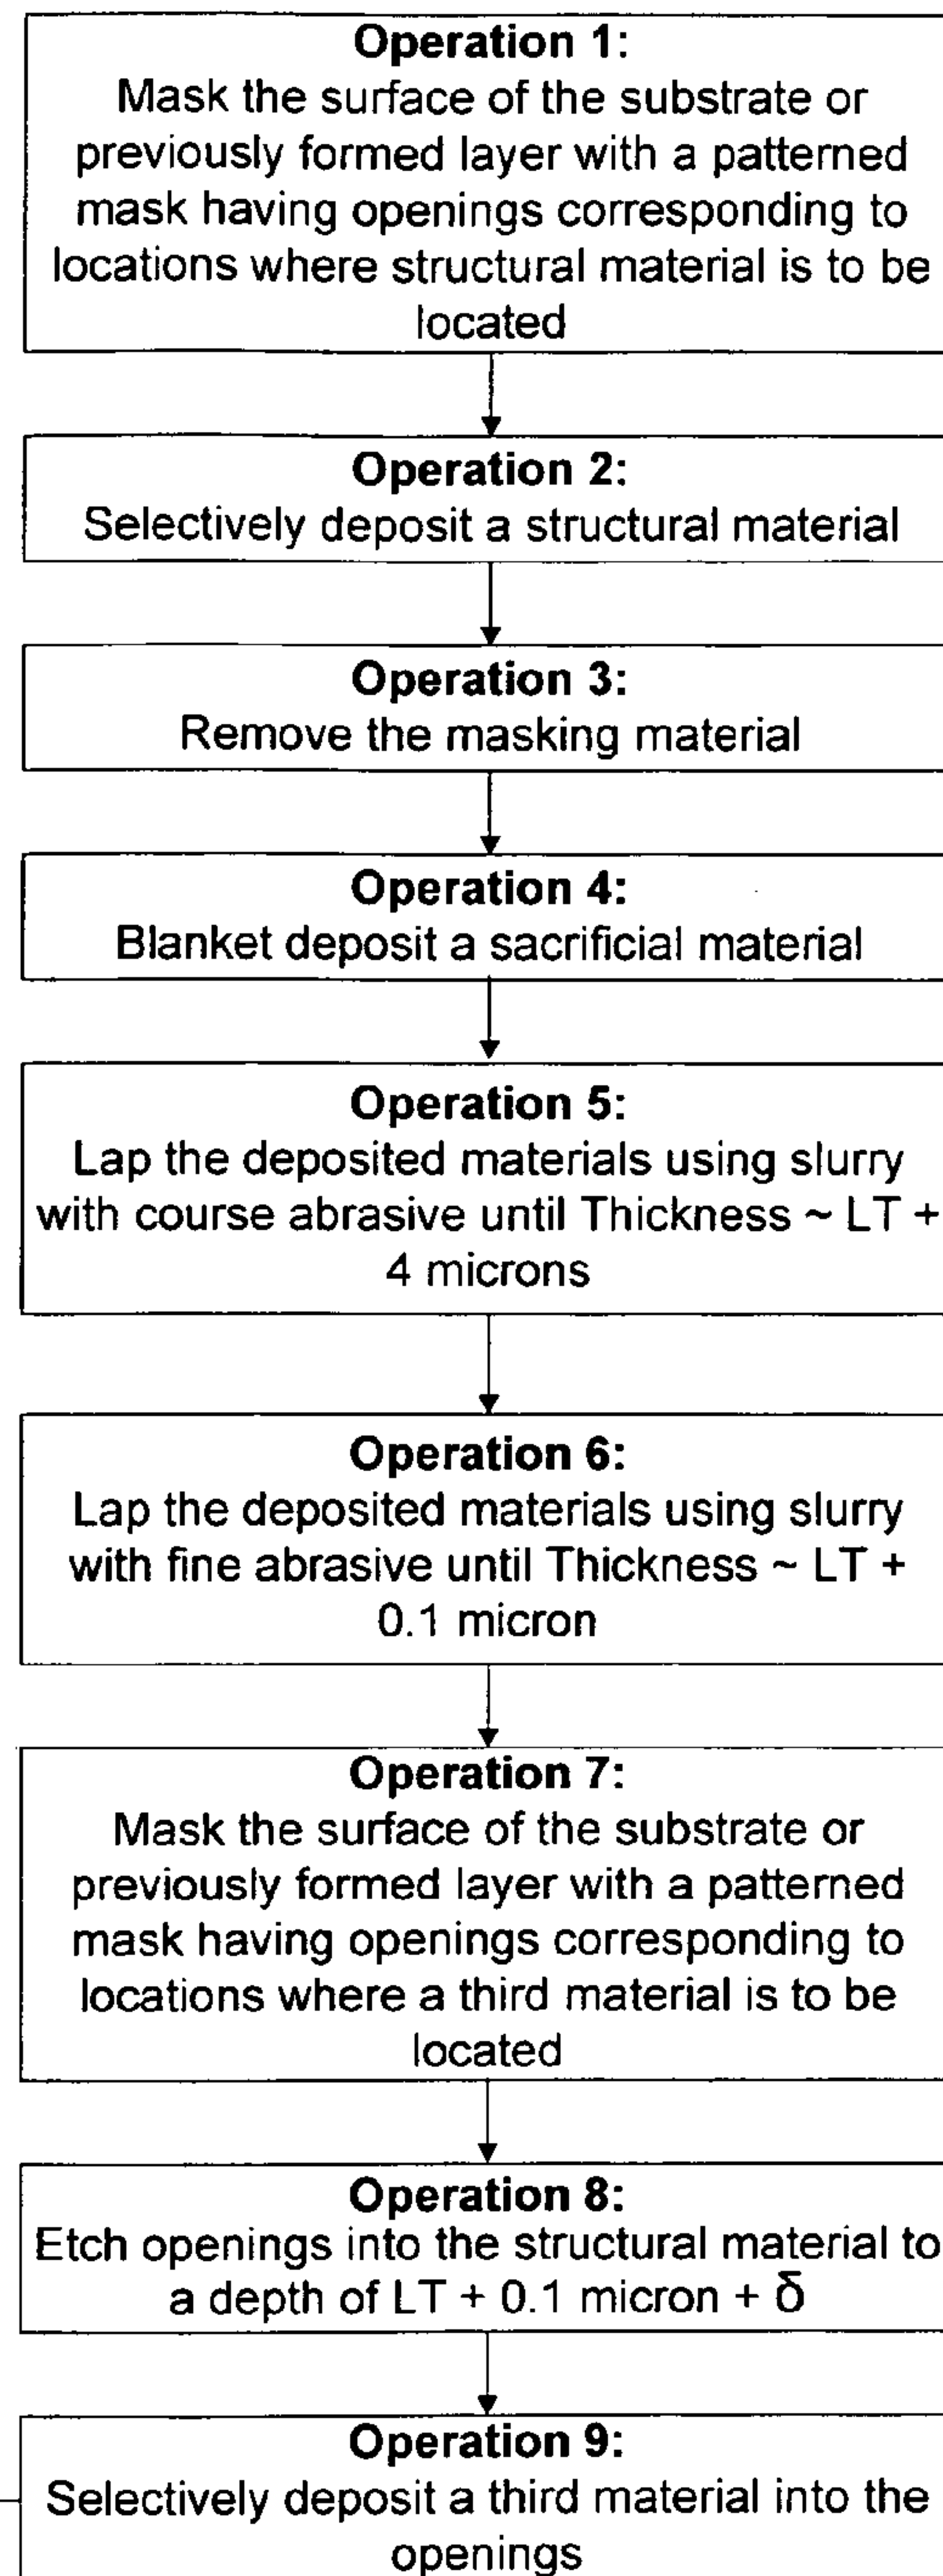 Operation 1:
Mask the surface of the substrate or
previously formed layer with a patterned
mask having openings corresponding to
locations where structural material is to be
located
Operation 2:
Selectively deposit a structural material
Operation 3:
Remove the masking material
Operation 4:
Blanket deposit a sacrificial material
Operation 5:
Lap the deposited materials using slurry
with course abrasive until Thickness ~ LT +
4 microns
Operation 6:
Lap the deposited materials using slurry
with fine abrasive until Thickness ~ LT +
0.1 micron
Operation 7:
Mask the surface of the substrate or
previously formed layer with a patterned
mask having openings corresponding to
locations where a third material is to be
located
Operation 8:
Etch openings into the structural material to
a depth of LT + 0.1 micron + δ
Operation 9:
Selectively deposit a third material into the
openings